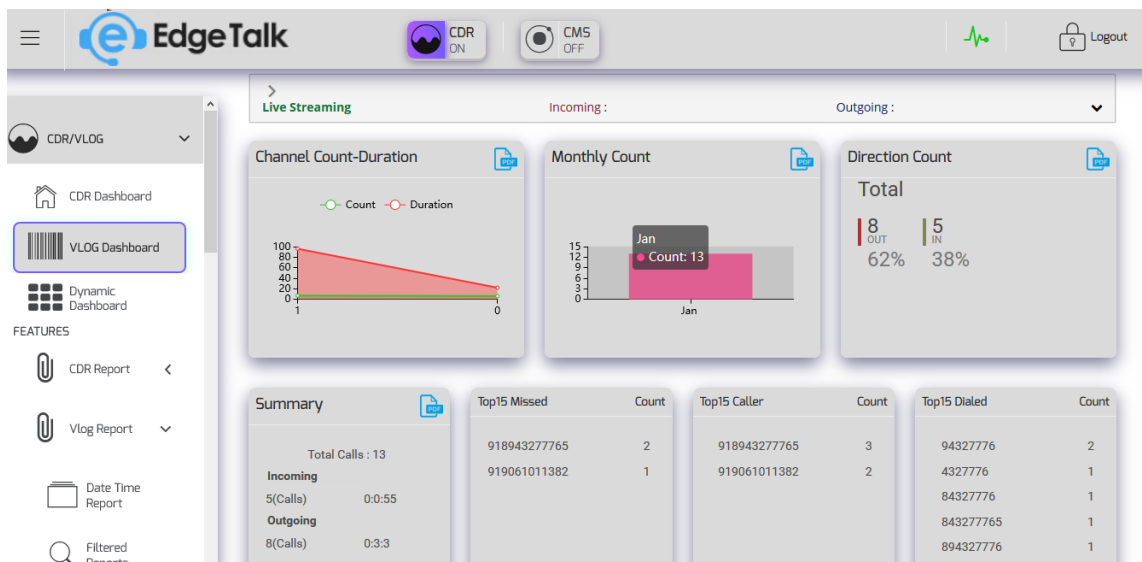 EdgeTalk
CDR
ON
CMS
OFF
Logout
CDR/VLOG
CDR Dashboard
VLOG Dashboard
Dynamic
Dashboard
FEATURES
CDR Report
Vlog Report
Date Time
Report
Filtered
Reports
Live Streaming Incoming : Outgoing :
Channel Count-Duration
PDF
Count Duration
100
80
60
40
20
0
1 0
Monthly Count
PDF
15
12
9
6
3
0
Jan
Count: 13
Jan
Direction Count
PDF
Total
8 5
OUT IN
62% 38%
Summary
PDF
Total Calls : 13
Incoming
5(Calls) 0:0:55
Outgoing
8(Calls) 0:3:3
Top15 Missed Count
918943277765 2
919061011382 1
Top15 Caller Count
918943277765 3
919061011382 2
Top15 Dialed Count
94327776 2
4327776 1
84327776 1
843277765 1
894327776 1